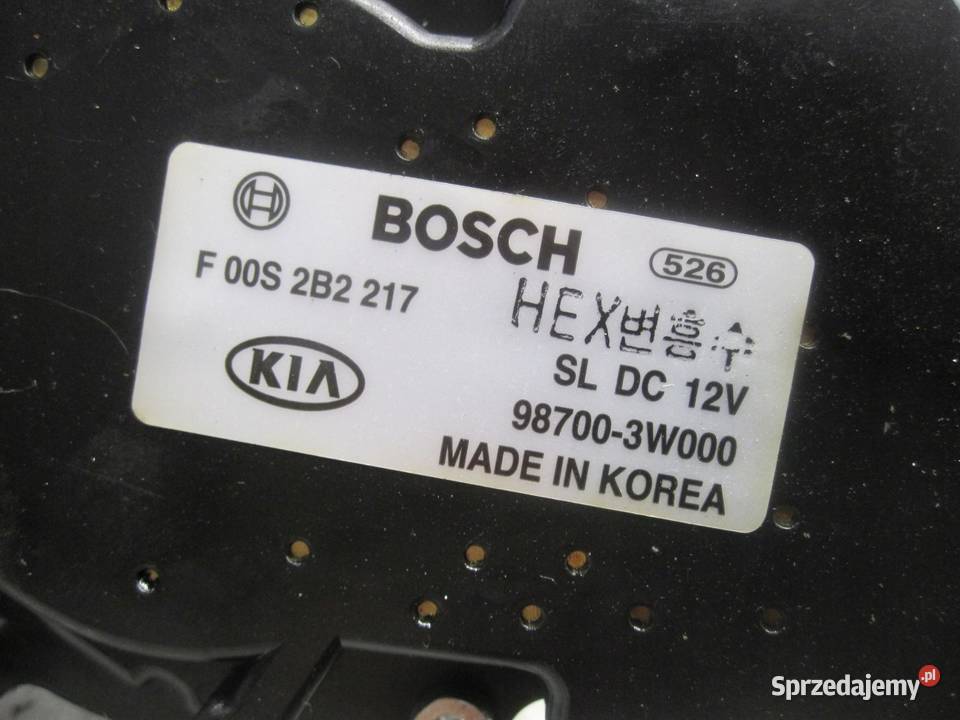 BOSCH
526
F 00S 2B2 217
HEX변흥수
KIA
SL DC 12V
98700-3W000
MADE IN KOREA
Sprzedajemy.pl